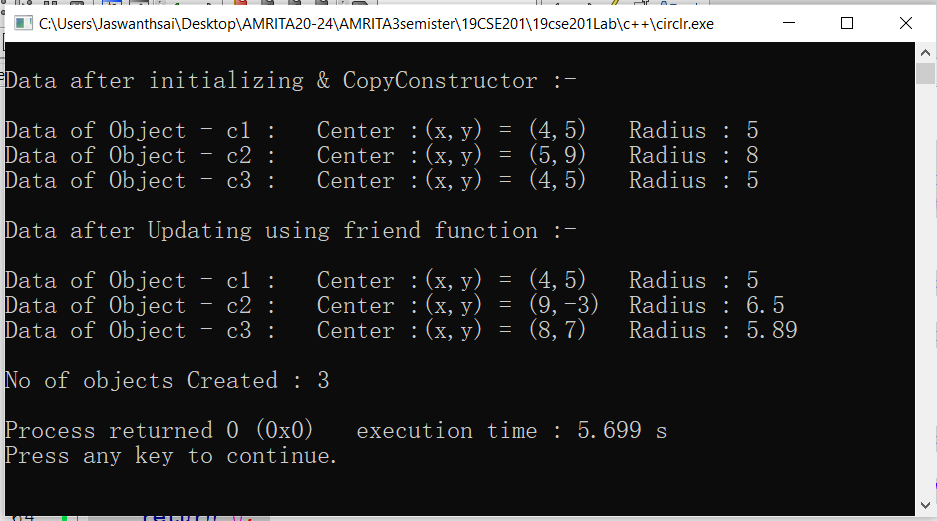 C:\Users\Jaswanthsai\Desktop\AMRITA20-24\AMRITA3semister\19CSE201\19cse201Lab\c++\circlr.exe
Data after initializing & CopyConstructor :-
Data of Object - c1 :   Center :(x,y) = (4,5)   Radius : 5
Data of Object - c2 :   Center :(x,y) = (5,9)   Radius : 8
Data of Object - c3 :   Center :(x,y) = (4,5)   Radius : 5
Data after Updating using friend function :-
Data of Object - c1 :   Center :(x,y) = (4,5)   Radius : 5
Data of Object - c2 :   Center :(x,y) = (9,-3)  Radius : 6.5
Data of Object - c3 :   Center :(x,y) = (8,7)   Radius : 5.89
No of objects Created : 3
Process returned 0 (0x0)   execution time : 5.699 s
Press any key to continue.